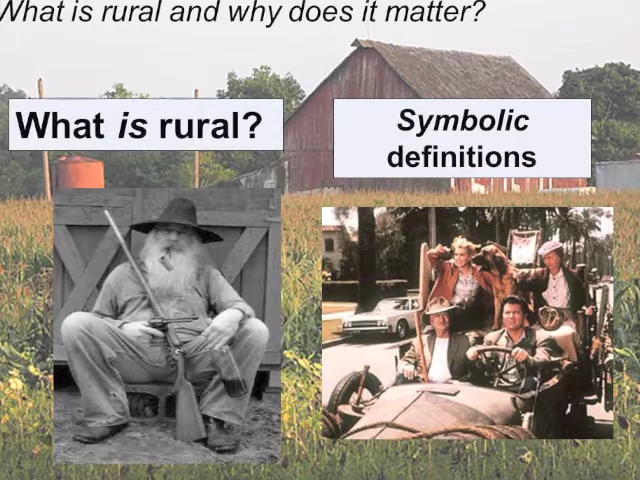 What is rural and why does it matter?
What is rural?
Symbolic
definitions